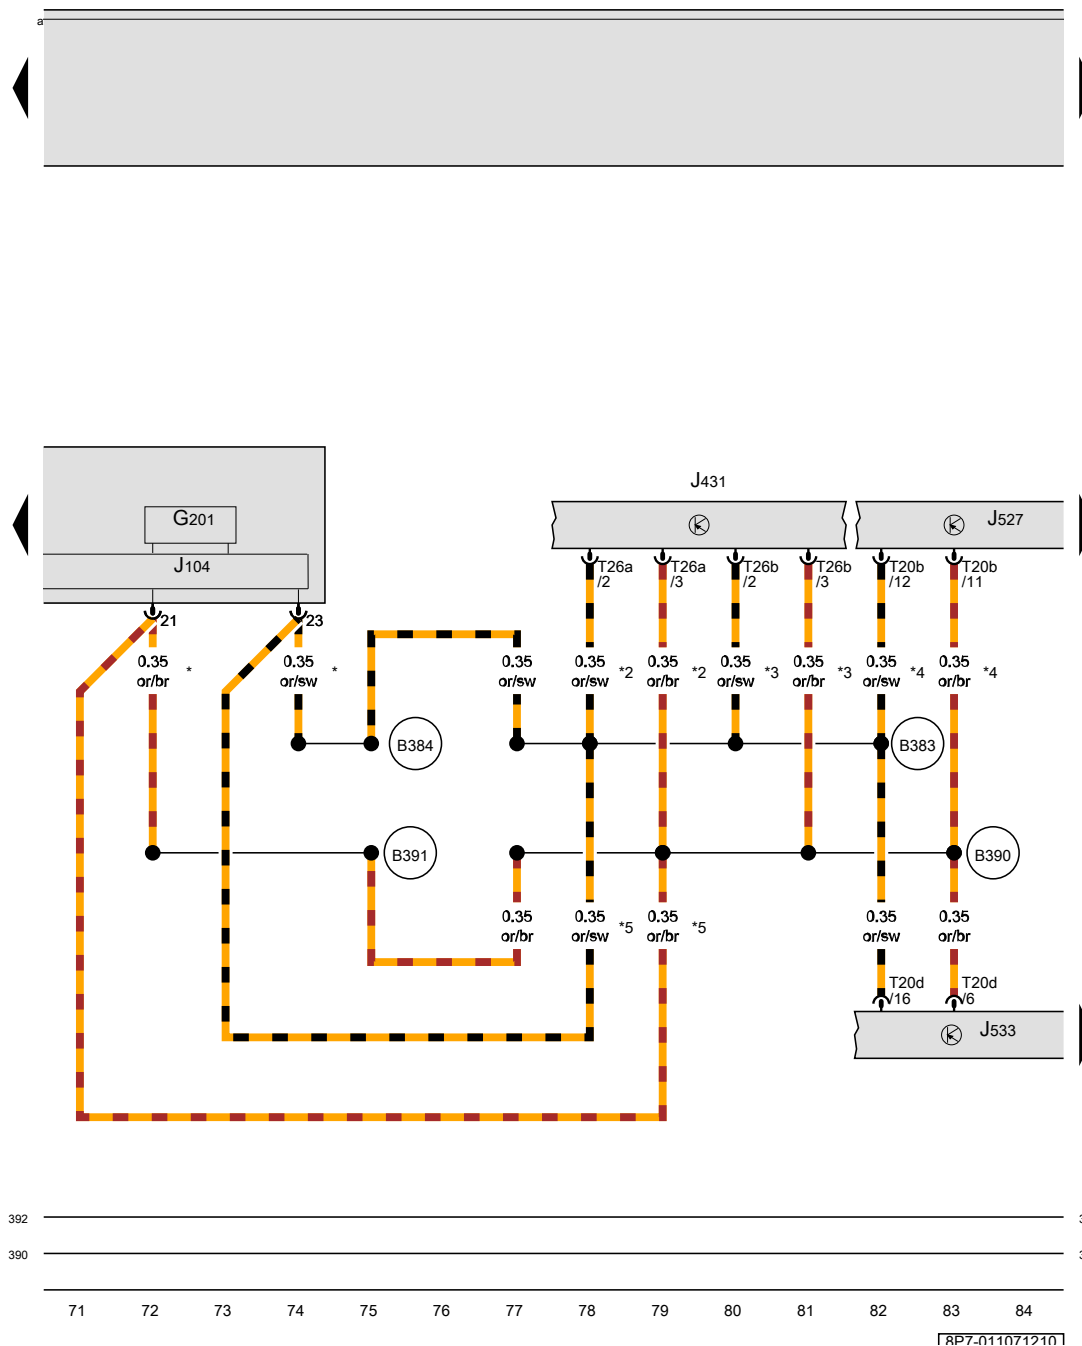 a
J431
G201
J527
J104
T26a
/2
T26a
/3
T26b
/2
T26b
/3
T20b
/12
T20b
/11
21
23
0.35
or/br
*
0.35
or/sw
*
0.35
or/sw
0.35
or/sw
*2
0.35
or/br
*2
0.35
or/sw
*3
0.35
or/br
*3
0.35
or/sw
*4
0.35
or/br
*4
B384
B383
B391
B390
0.35
or/br
0.35
or/sw
*5
0.35
or/br
*5
0.35
or/sw
0.35
or/br
T20d
/16
T20d
/6
J533
392
3
390
3
71 72 73 74 75 76 77 78 79 80 81 82 83 84
8P7-011071210